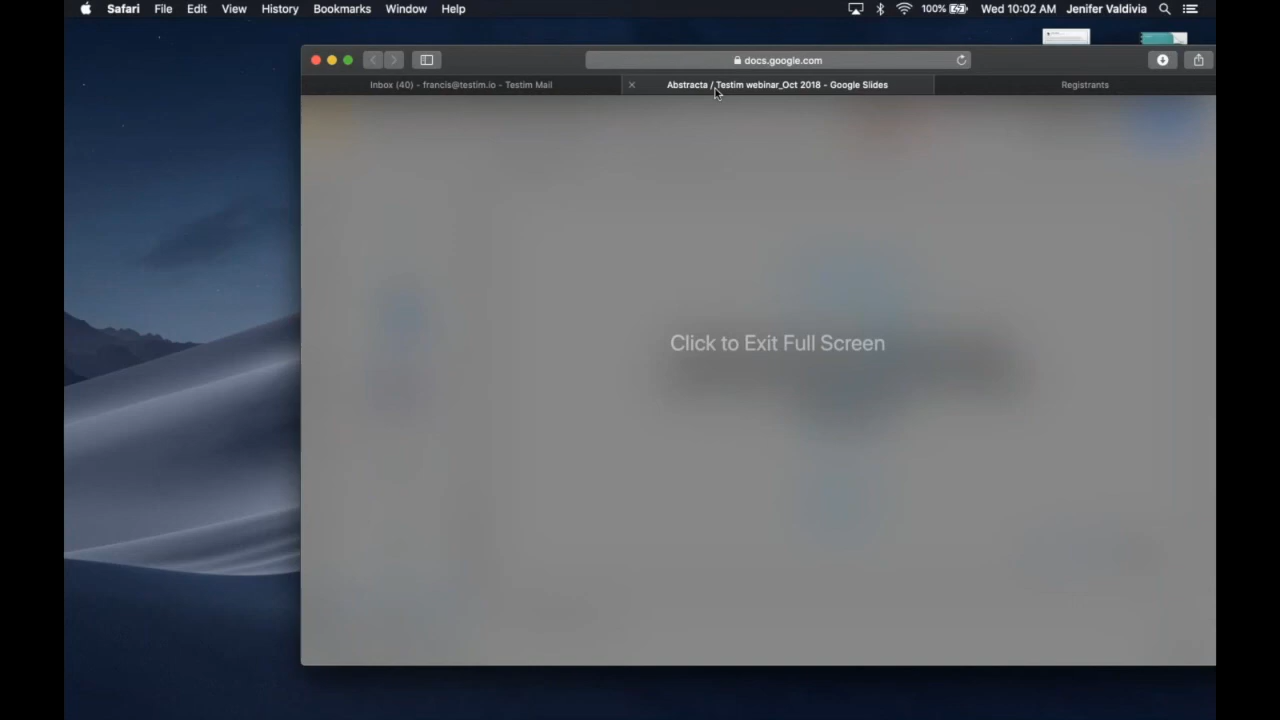 Safari File Edit View History Bookmarks Window Help 100% Wed 10:02 AM Jenifer Valdivia
docs.google.com
Inbox (40) - francis@testim.io - Testim Mail
Abstracta / Testim webinar_Oct 2018 - Google Slides
Registrants
Click to Exit Full Screen